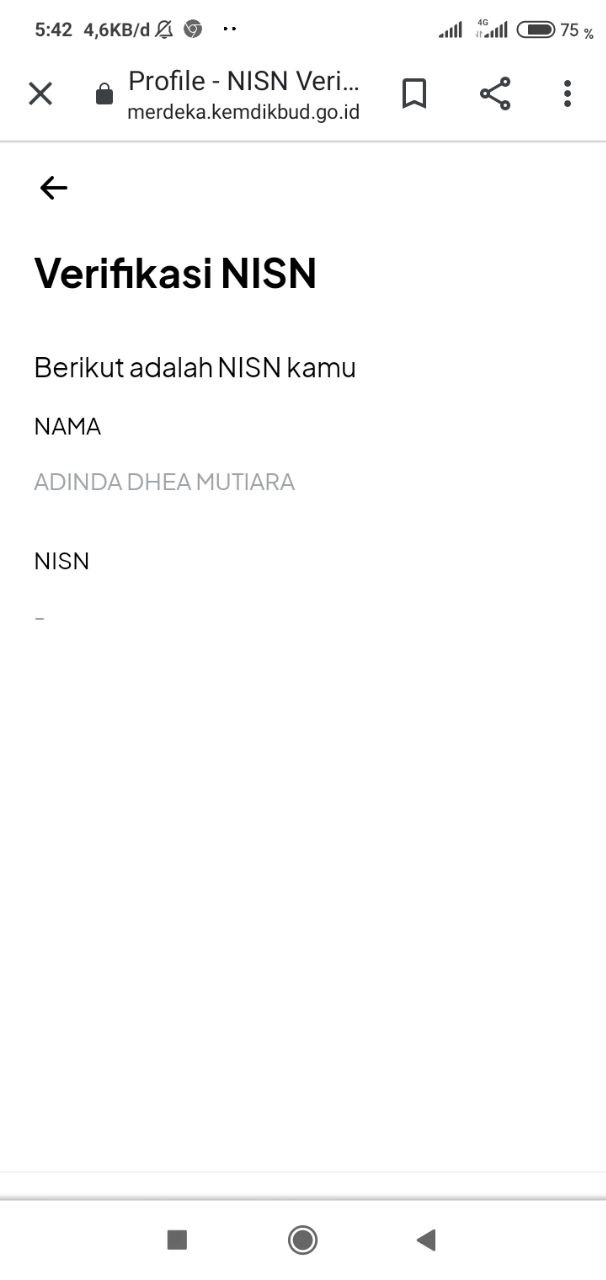 5:42 4,6KB/d
4G
75 %
Profile - NISN Veri...
merdeka.kemdikbud.go.id
Verifikasi NISN
Berikut adalah NISN kamu
NAMA
ADINDA DHEA MUTIARA
NISN
-